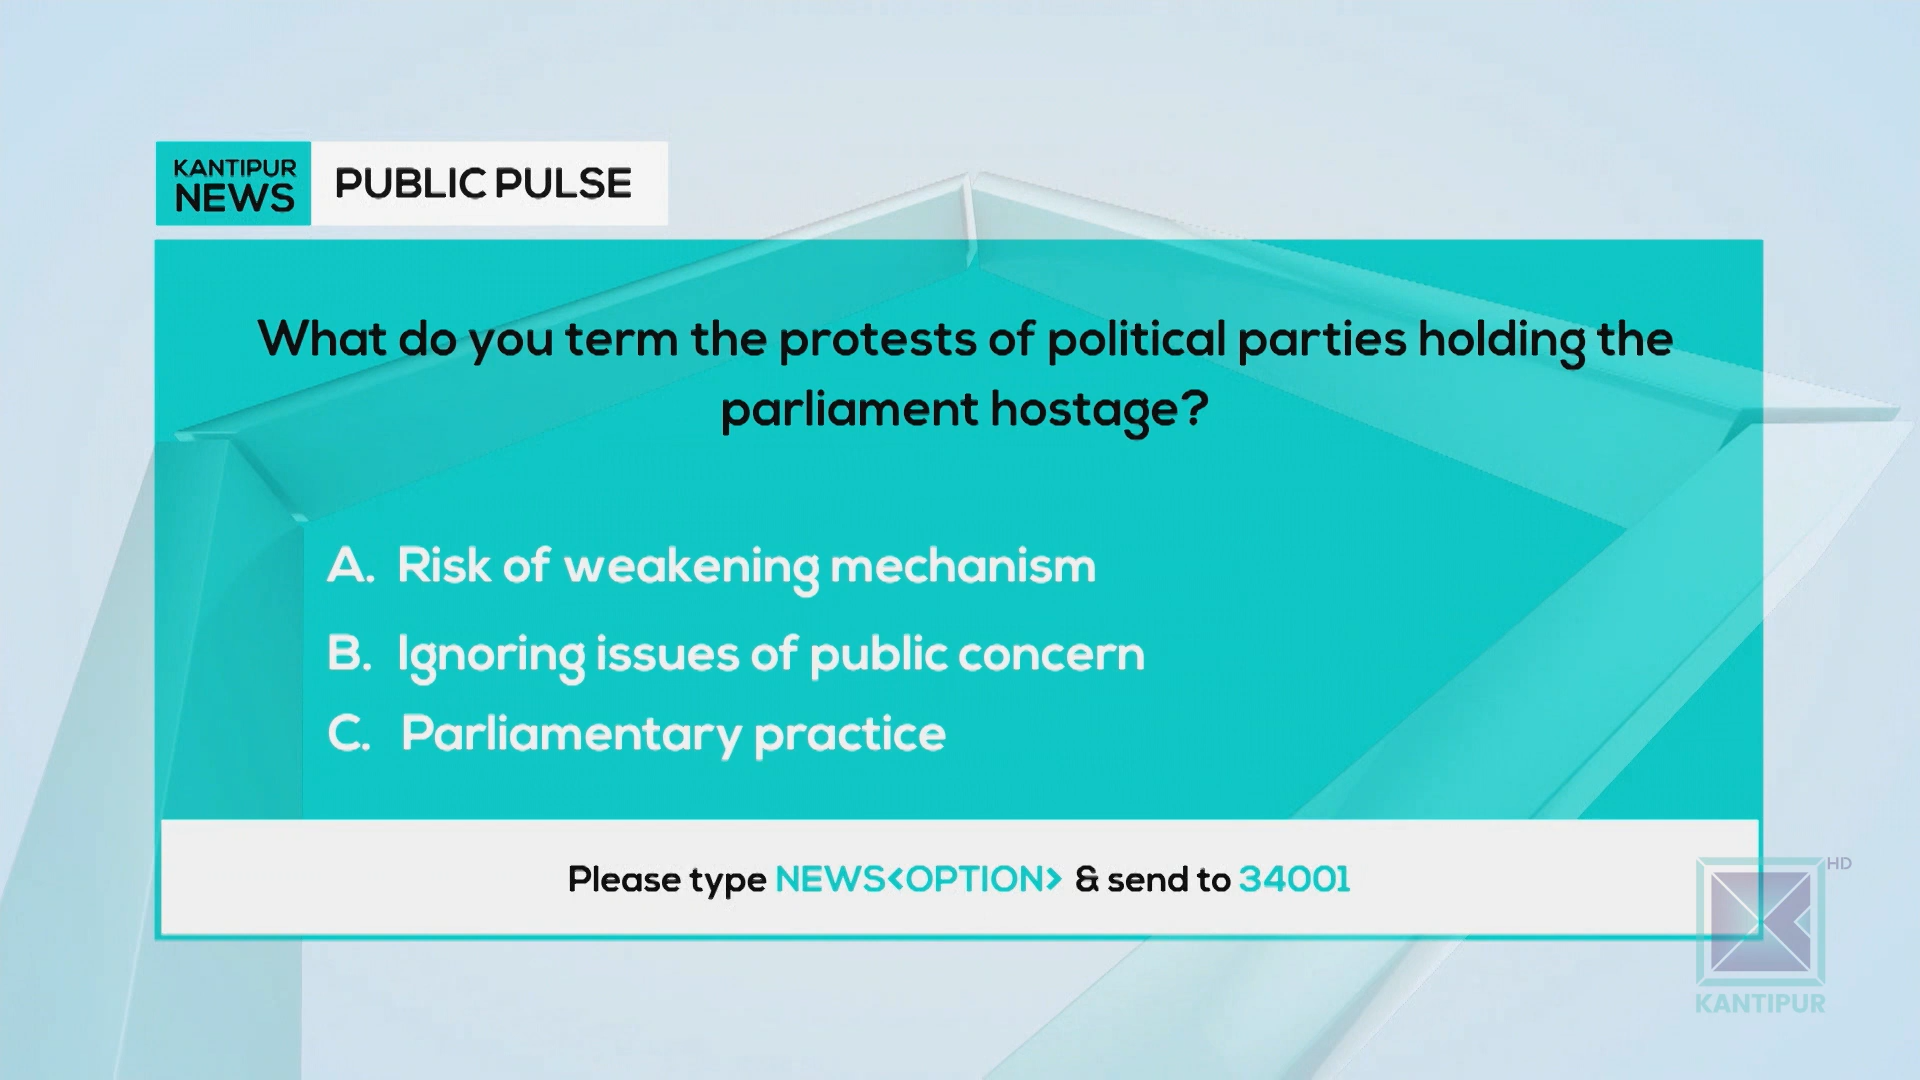 KANTIPUR
NEWS
PUBLIC PULSE
What do you term the protests of political parties holding the
parliament hostage?
A. Risk of weakening mechanism
B. Ignoring issues of public concern
C. Parliamentary practice
Please type NEWS<OPTION> & send to 34001
HD
KANTIPUR